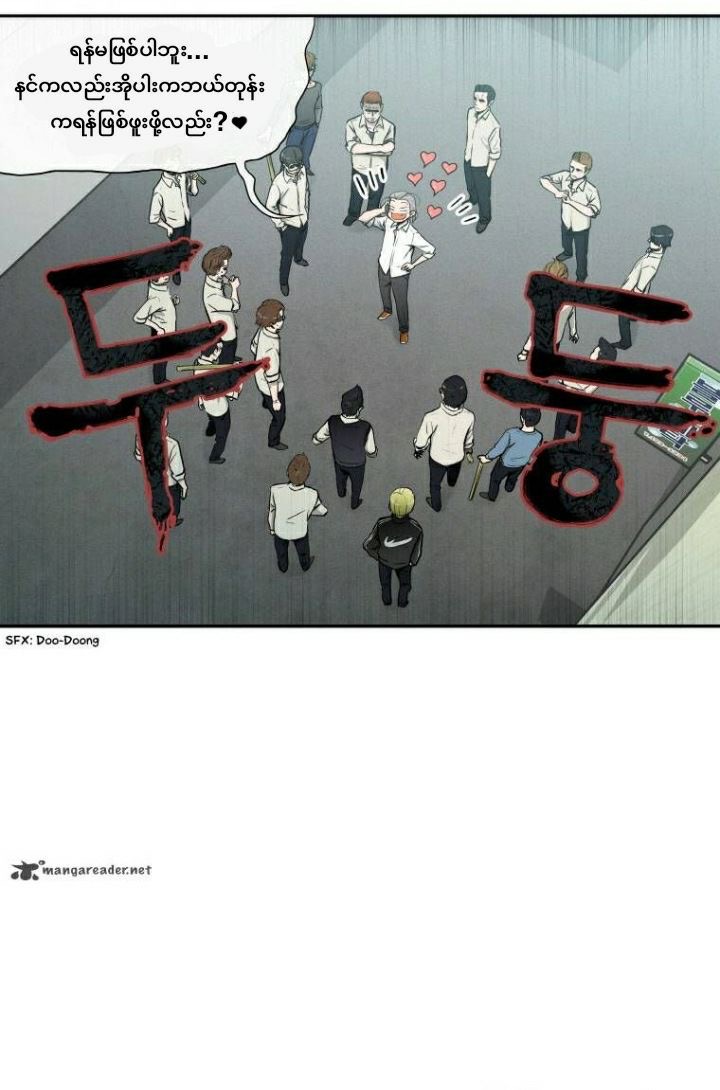 ရန်မဖြစ်ပါဘူး...
နင်ကလည်းအိုပါးကဘယ်တုန်း
ကရန်ဖြစ်ဖူးဖို့လည်း?♥
두둥
SFX: Doo-Doong
mangareader.net